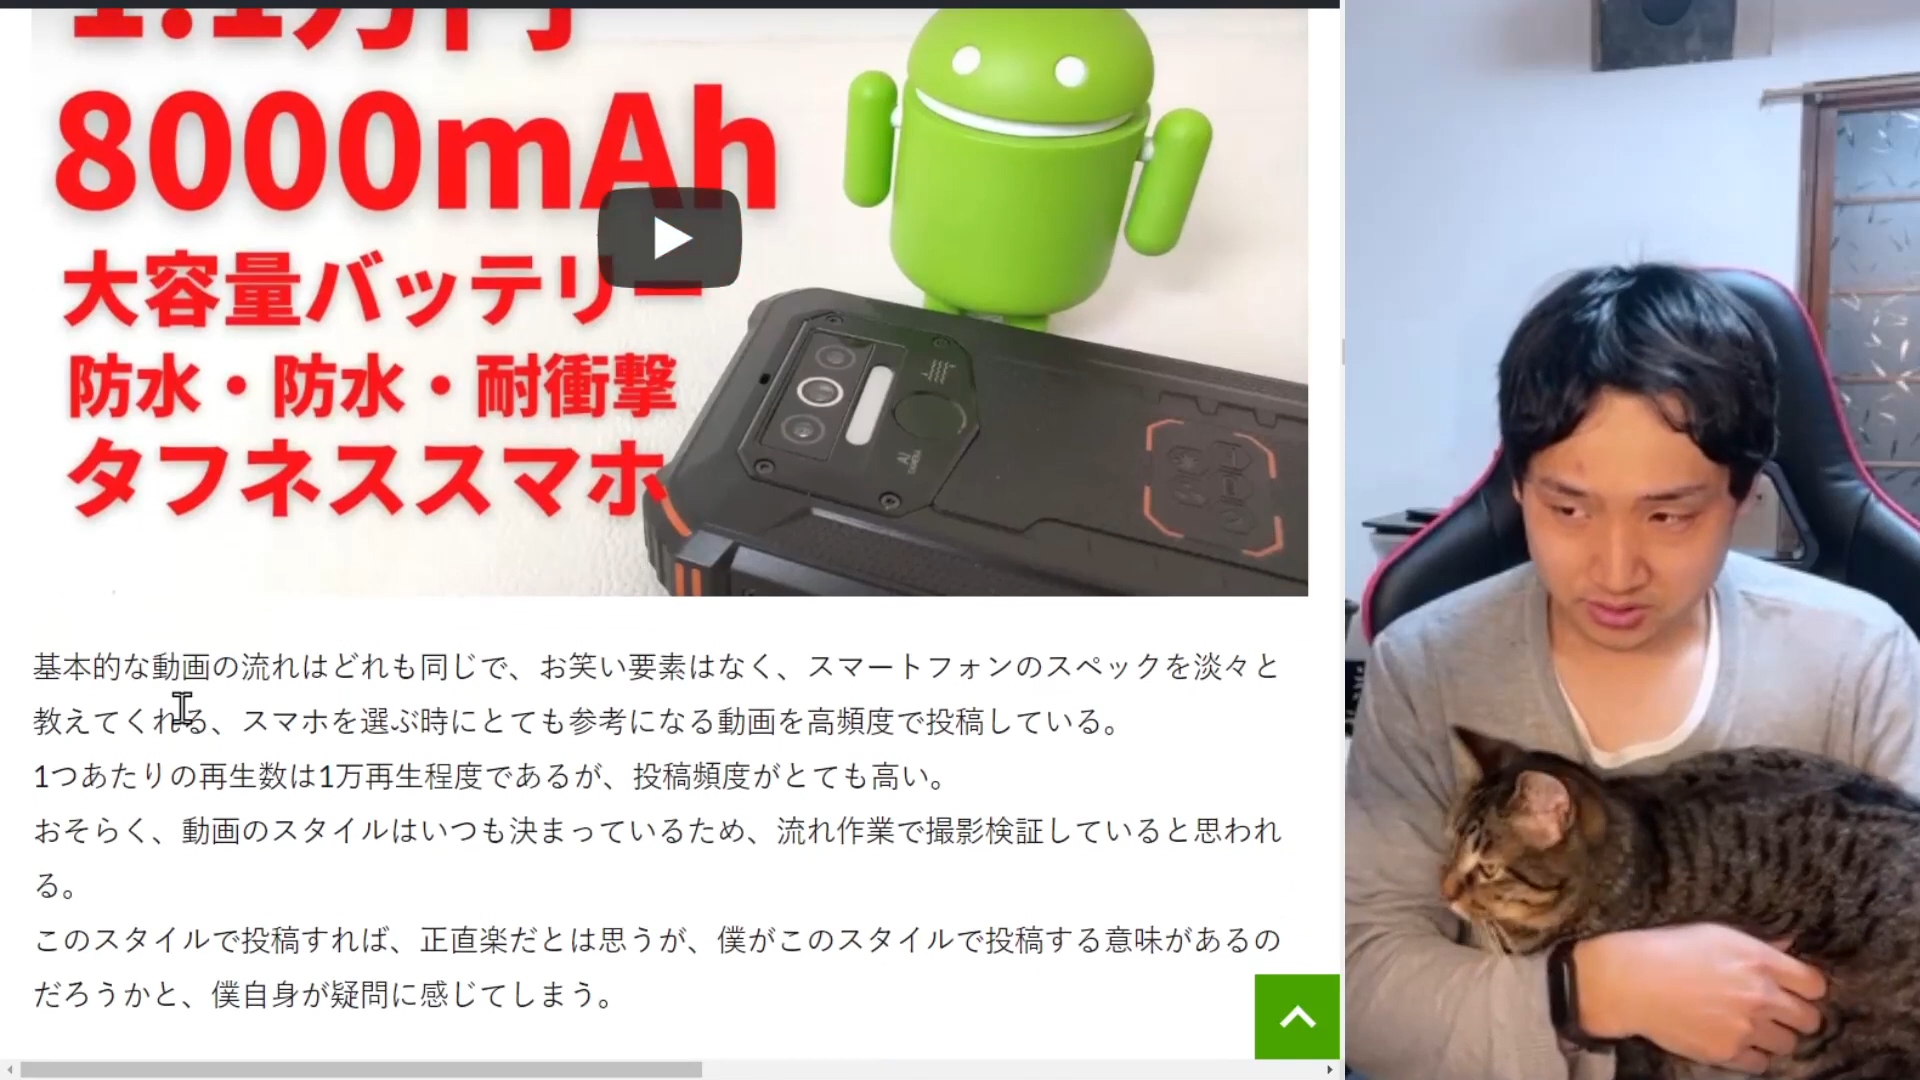 8000mAh
大容量バッテリー
防水・防水・耐衝撃
タフネススマホ
基本的な動画の流れはどれも同じで、お笑い要素はなく、スマートフォンのスペックを淡々と
教えてくれる、スマホを選ぶ時にとても参考になる動画を高頻度で投稿している。
1つあたりの再生数は1万再生程度であるが、投稿頻度がとても高い。
おそらく、動画のスタイルはいつも決まっているため、流れ作業で撮影検証していると思われ
る。
このスタイルで投稿すれば、正直楽だとは思うが、僕がこのスタイルで投稿する意味があるの
だろうかと、僕自身が疑問に感じてしまう。